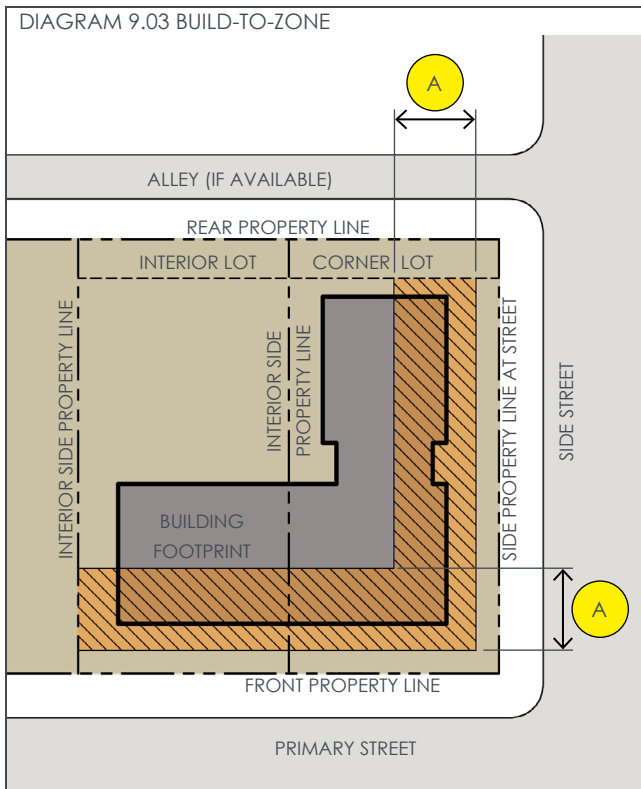 DIAGRAM 9.03 BUILD-TO-ZONE
A
ALLEY (IF AVAILABLE)
REAR PROPERTY LINE
INTERIOR LOT
CORNER LOT
INTERIOR SIDE PROPERTY LINE
INTERIOR SIDE
PROPERTY LINE
SIDE PROPERTY LINE AT STREET
SIDE STREET
BUILDING
FOOTPRINT
A
FRONT PROPERTY LINE
PRIMARY STREET